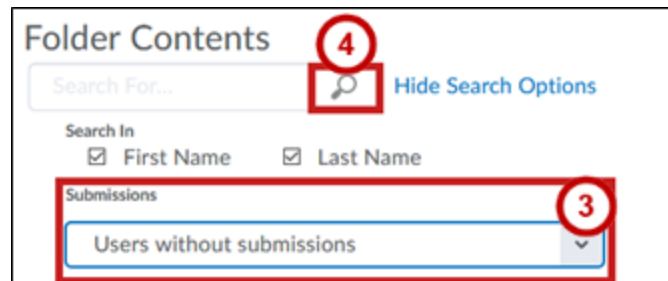 Folder Contents
4
Search For...
Hide Search Options
Search In
First Name Last Name
Submissions
3
Users without submissions